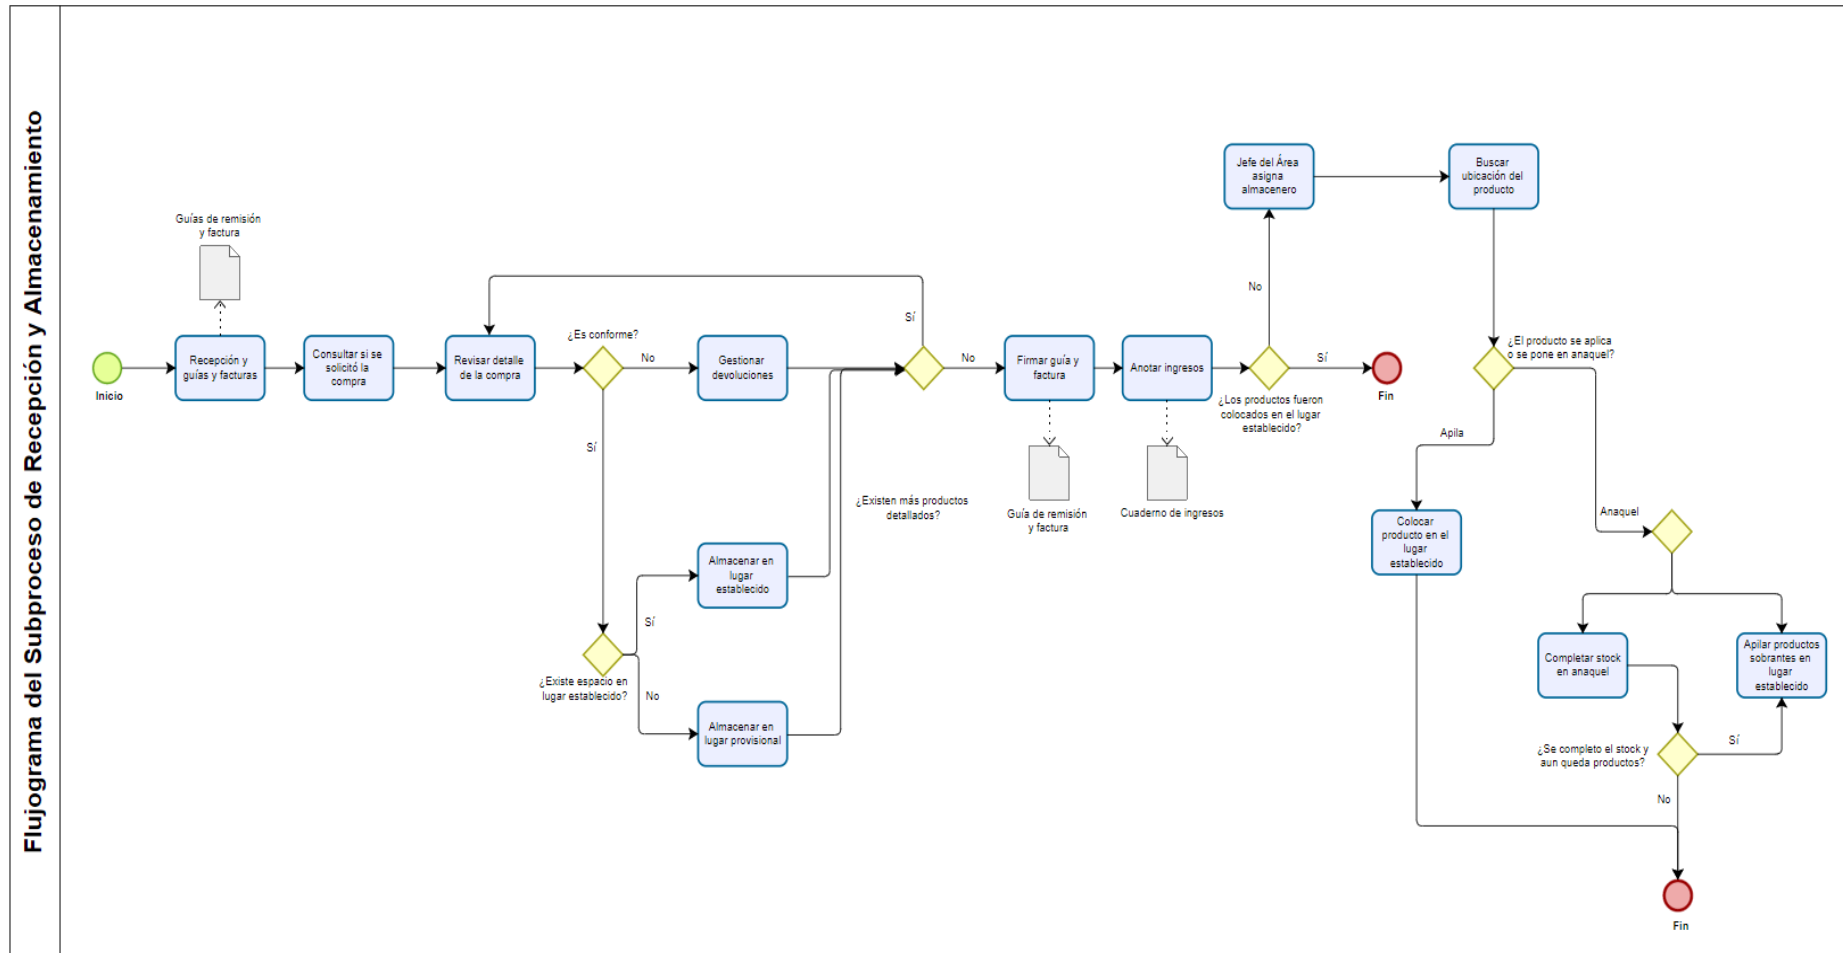 Flujograma del Subproceso de Recepción y Almacenamiento
Inicio
Guías de remisión
y factura
Recepción y
guías y facturas
Consultar si se
solicitó la
compra
Revisar detalle
de la compra
¿Es conforme?
No
Sí
Gestionar
devoluciones
¿Existe espacio en
lugar establecido?
Sí
No
Almacenar en
lugar
establecido
Almacenar en
lugar provisional
¿Existen más productos
detallados?
Sí
No
Firmar guía y
factura
Guía de remisión
y factura
Anotar ingresos
Cuaderno de ingresos
¿Los productos fueron
colocados en el lugar
establecido?
Sí
Fin
No
Jefe del Área
asigna
almacenero
Buscar
ubicación del
producto
¿El producto se aplica
o se pone en anaquel?
Apila
Colocar
producto en el
lugar
establecido
Anaquel
Completar stock
en anaquel
Apilar productos
sobrantes en
lugar
establecido
¿Se completo el stock y
aun queda productos?
Sí
No
Fin